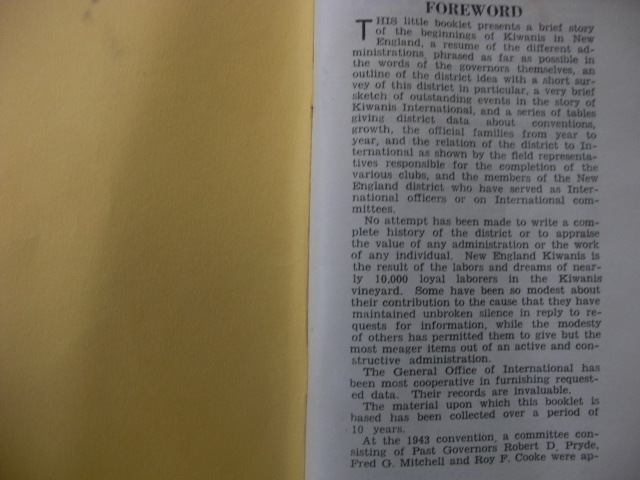 FOREWORD
THIS little booklet presents a brief story
of the beginnings of Kiwanis in New
England, a resume of the different ad-
ministrations, phrased as far as possible in
the words of the governors themselves, an
outline of the district idea with a short sur-
vey of this district in particular, a very brief
sketch of outstanding events in the story of
Kiwanis International, and a series of tables
giving district data about conventions,
growth, the official families from year to
year, and the relation of the district to In-
ternational as shown by the field representa-
tives responsible for the completion of the
various clubs, and the members of the New
England district who have served as Inter-
national officers or on International com-
mittees.
No attempt has been made to write a com-
plete history of the district or to appraise
the value of any administration or the work
of any individual. New England Kiwanis is
the result of the labors and dreams of near-
ly 10,000 loyal laborers in the Kiwanis
vineyard. Some have been so modest about
their contribution to the cause that they have
maintained unbroken silence in reply to re-
quests for information, while the modesty
of others has permitted them to give but the
most meager items out of an active and con-
structive administration.
The General Office of International has
been most cooperative in furnishing request-
ed data. Their records are invaluable.
The material upon which this booklet is
based has been collected over a period of
10 years.
At the 1943 convention, a committee con-
sisting of Past Governors Robert D. Pryde,
Fred G. Mitchell and Roy F. Cooke were ap-